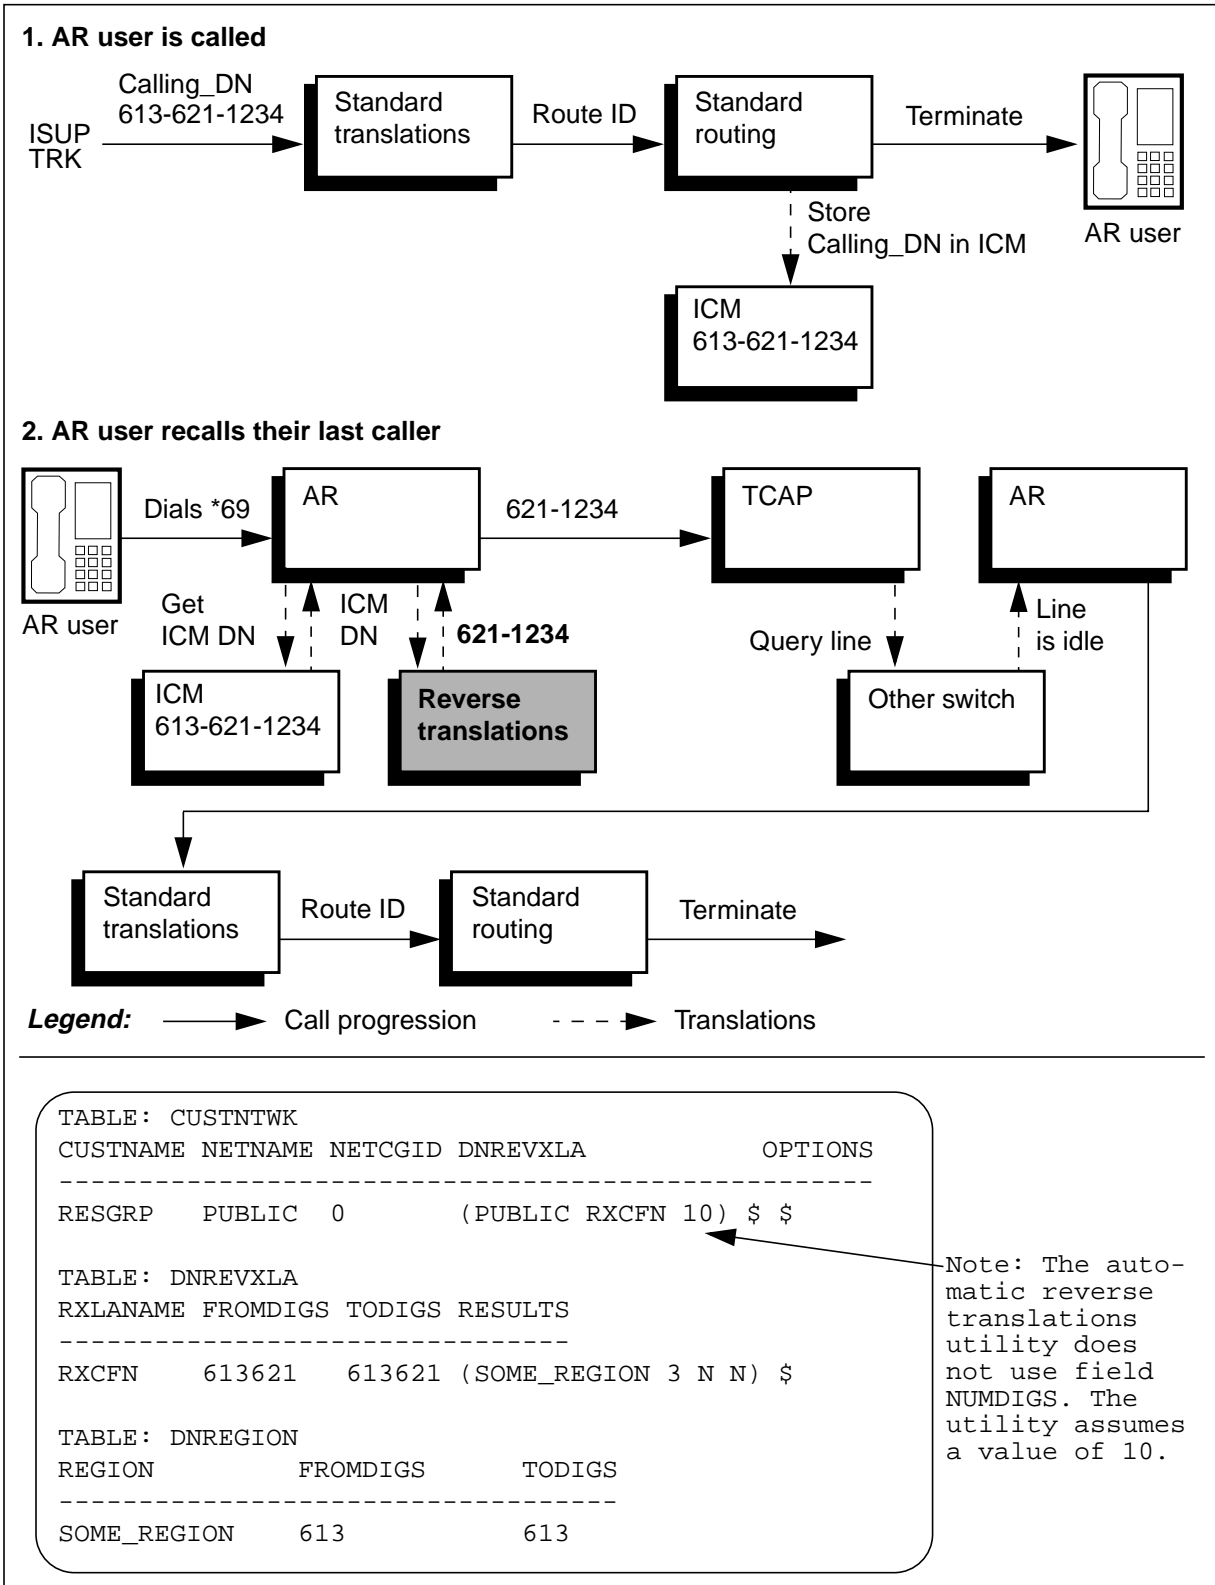 1. AR user is called
Calling_DN
613-621-1234
ISUP
TRK
Standard
translations
Route ID
Standard
routing
Terminate
AR user
Store
Calling_DN in ICM
ICM
613-621-1234
2. AR user recalls their last caller
AR user
Dials *69
AR
621-1234
TCAP
AR
Get
ICM DN
ICM
DN
621-1234
Query line
Line
is idle
ICM
613-621-1234
Reverse
translations
Other switch
Standard
translations
Route ID
Standard
routing
Terminate
Legend:
Call progression
Translations
TABLE: CUSTNTWK
CUSTNAME NETNAME NETCGID DNREVXLA OPTIONS
---------------------------------------------------
RESGRP PUBLIC 0 (PUBLIC RXCFN 10) $ $
TABLE: DNREVXLA
RXLANAME FROMDIGS TODIGS RESULTS
--------------------------------
RXCFN 613621 613621 (SOME_REGION 3 N N) $
TABLE: DNREGION
REGION FROMDIGS TODIGS
-----------------------------------
SOME_REGION 613 613
Note: The auto-
matic reverse
translations
utility does
not use field
NUMDIGS. The
utility assumes
a value of 10.